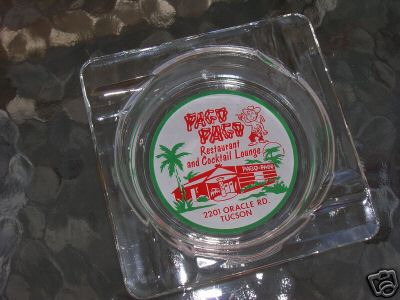 PAGO
PAGO
Restaurant
and Cocktail Lounge
PAGO-PAGO
2201 ORACLE RD.
TUCSON